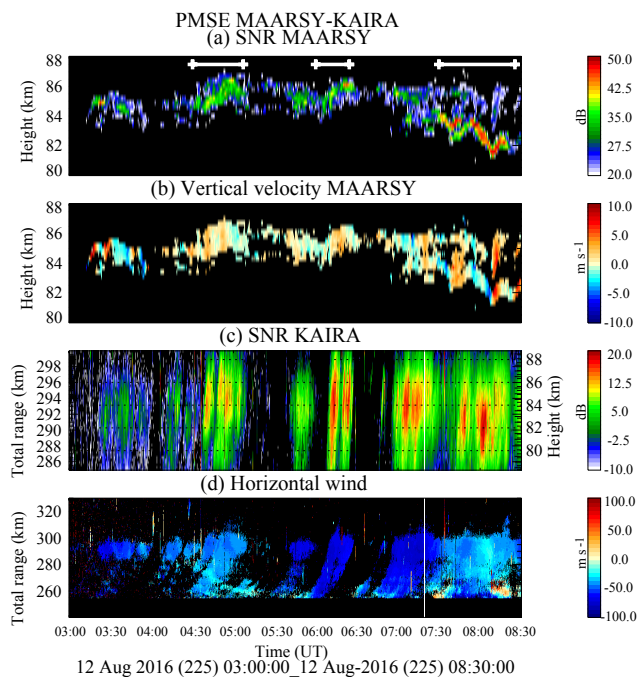 PMSE MAARSY-KAIRA
(a) SNR MAARSY
88
86
84
82
80
Height (km)
50.0
42.5
35.0
27.5
20.0
dB
(b) Vertical velocity MAARSY
88
86
84
82
80
Height (km)
10.0
5.0
0.0
-5.0
-10.0
m s-1
(c) SNR KAIRA
298
296
294
292
290
288
286
Total range (km)
88
86
84
82
80
Height (km)
20.0
12.5
5.0
-2.5
-10.0
dB
(d) Horizontal wind
320
300
280
260
Total range (km)
100.0
50.0
0.0
-50.0
-100.0
m s-1
03:00 03:30 04:00 04:30 05:00 05:30 06:00 06:30 07:00 07:30 08:00 08:30
Time (UT)
12 Aug 2016 (225) 03:00:00_12 Aug-2016 (225) 08:30:00